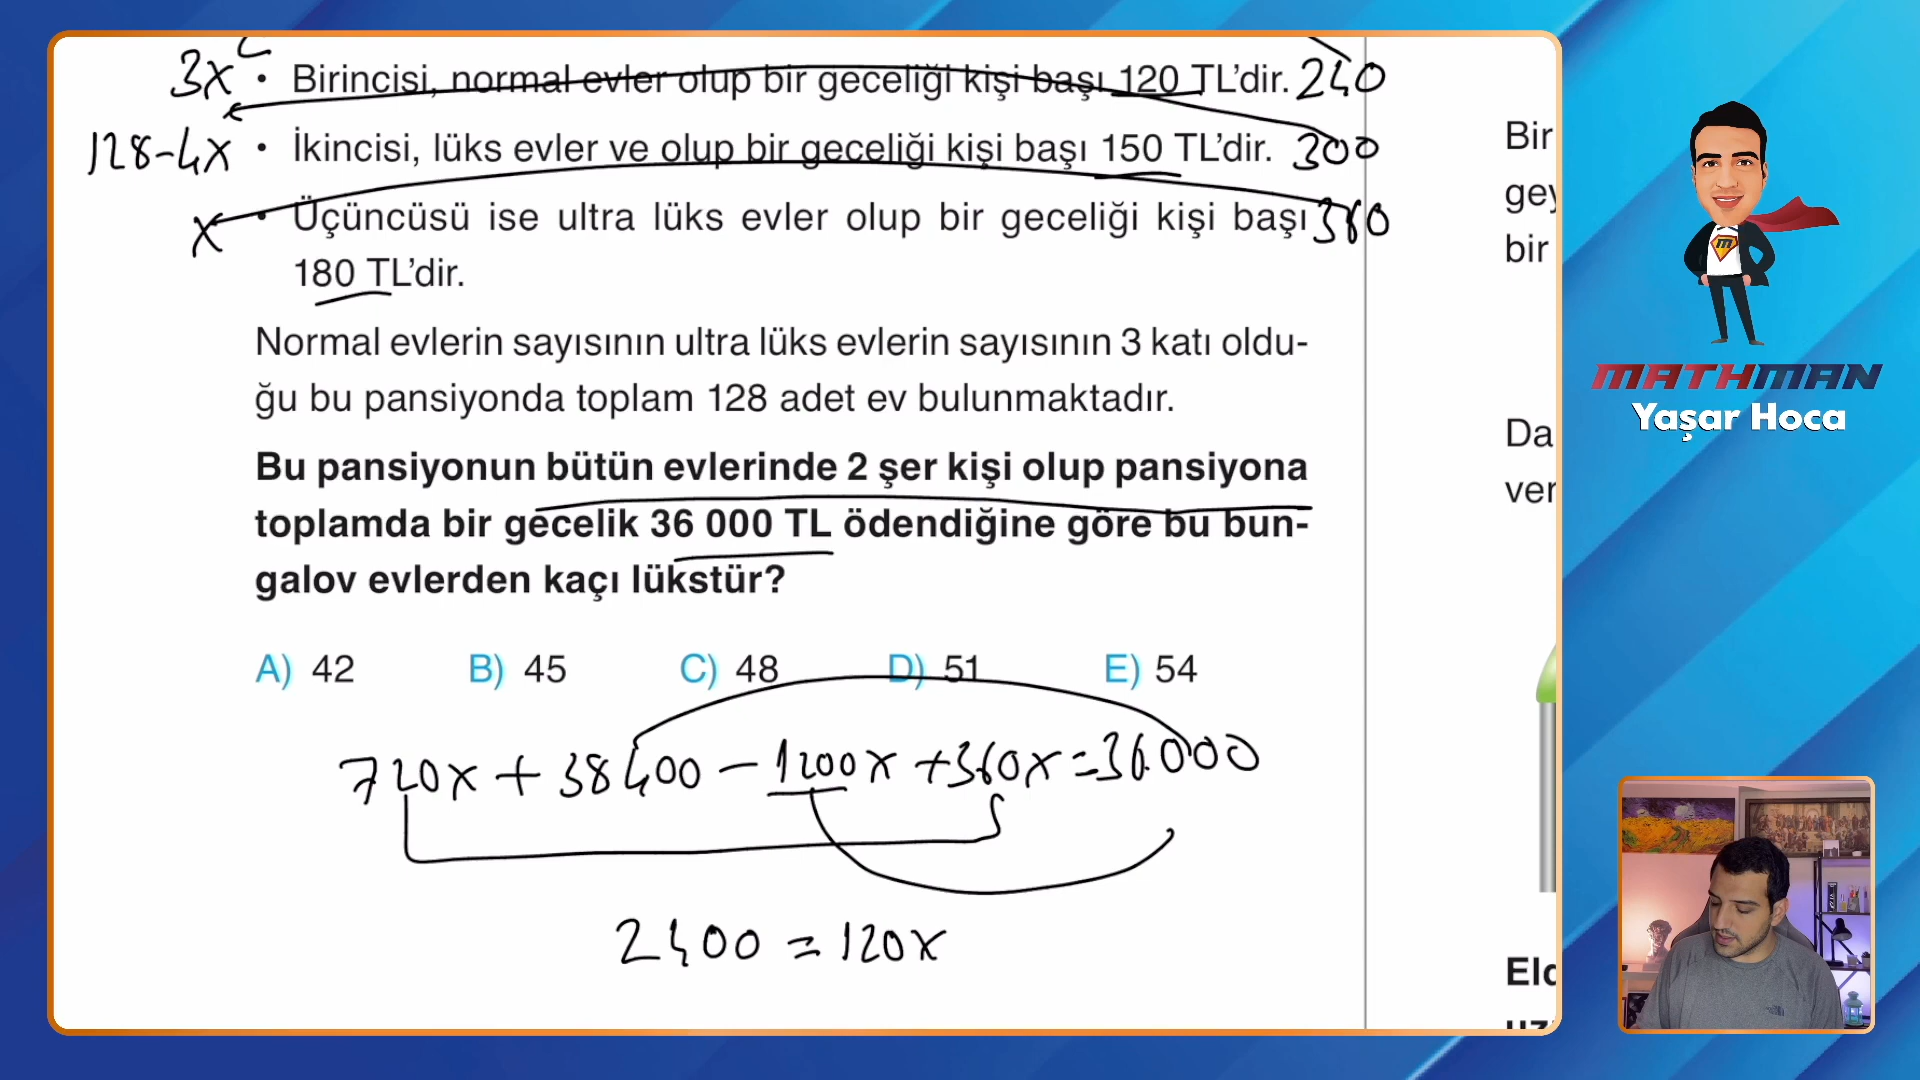 3x • Birincisi, normal evler olup bir geceliği kişi başı 120 TL’dir. 240
128-4x • İkincisi, lüks evler ve olup bir geceliği kişi başı 150 TL’dir. 300
x • Üçüncüsü ise ultra lüks evler olup bir geceliği kişi başı 360
180 TL’dir.
Normal evlerin sayısının ultra lüks evlerin sayısının 3 katı oldu-
ğu bu pansiyonda toplam 128 adet ev bulunmaktadır.
Bu pansiyonun bütün evlerinde 2 şer kişi olup pansiyona
toplamda bir gecelik 36 000 TL ödendiğine göre bu bun-
galov evlerden kaçı lükstür?
A) 42 B) 45 C) 48 D) 51 E) 54
720x + 38400 - 1200x + 360x = 36.000
2400 = 120x
Bir
bir
Da
MATHMAN
Yaşar Hoca